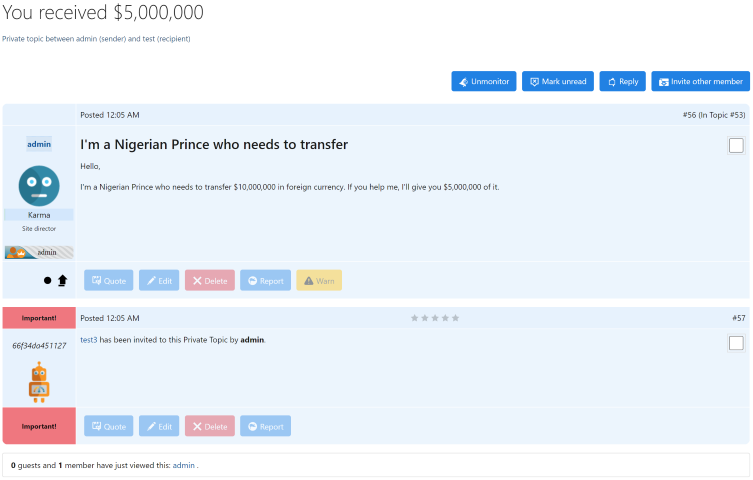 You received $5,000,000
Private topic between admin (sender) and test (recipient)
Unmonitor Mark unread Reply Invite other member
Posted 12:05 AM #56 (In Topic #53)
admin
I'm a Nigerian Prince who needs to transfer
Hello,
I'm a Nigerian Prince who needs to transfer $10,000,000 in foreign currency. If you help me, I'll give you $5,000,000 of it.
Karma
Site director
admin
Quote Edit Delete Report Warn
Important! Posted 12:05 AM #57
66f34da451127
test3 has been invited to this Private Topic by admin.
Important! Quote Edit Delete Report
0 guests and 1 member have just viewed this: admin .